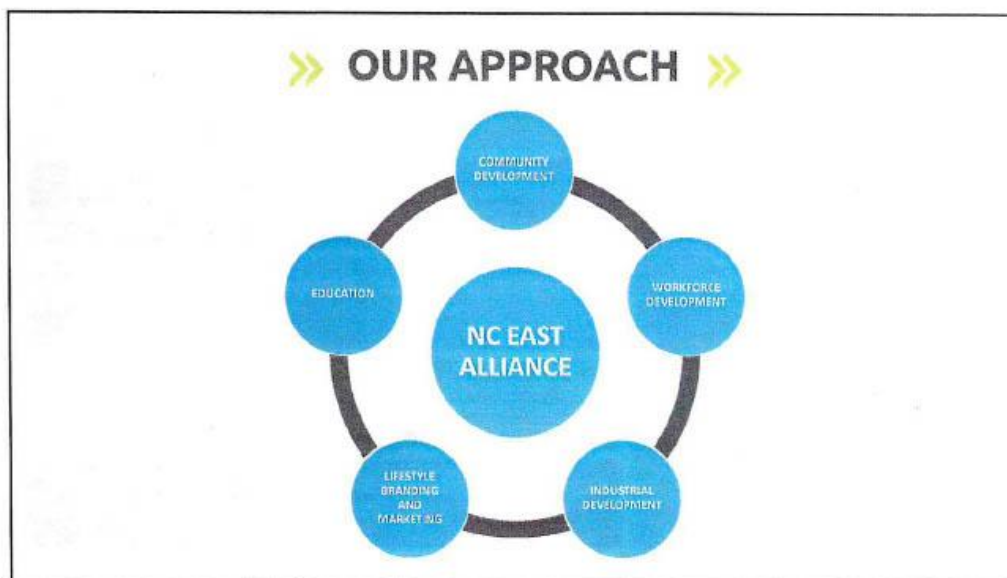 OUR APPROACH
COMMUNITY
DEVELOPMENT
EDUCATION
WORKFORCE
DEVELOPMENT
NC EAST
ALLIANCE
LIFESTYLE
BRANDING
AND
MARKETING
INDUSTRIAL
DEVELOPMENT